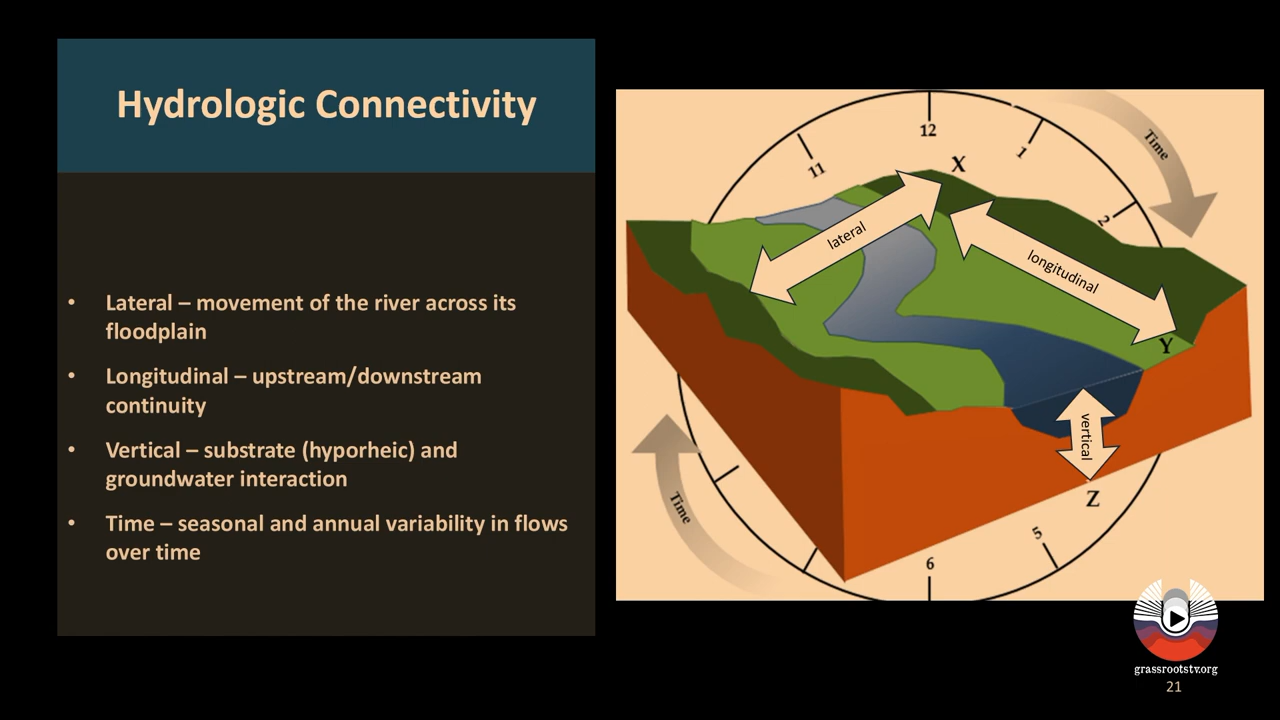 Hydrologic Connectivity
• Lateral – movement of the river across its
floodplain
• Longitudinal – upstream/downstream
continuity
• Vertical – substrate (hyporheic) and
groundwater interaction
• Time – seasonal and annual variability in flows
over time
12
11
1
2
Time
X
lateral
longitudinal
Y
vertical
Z
Time
5
6
grassrootstv.org
21